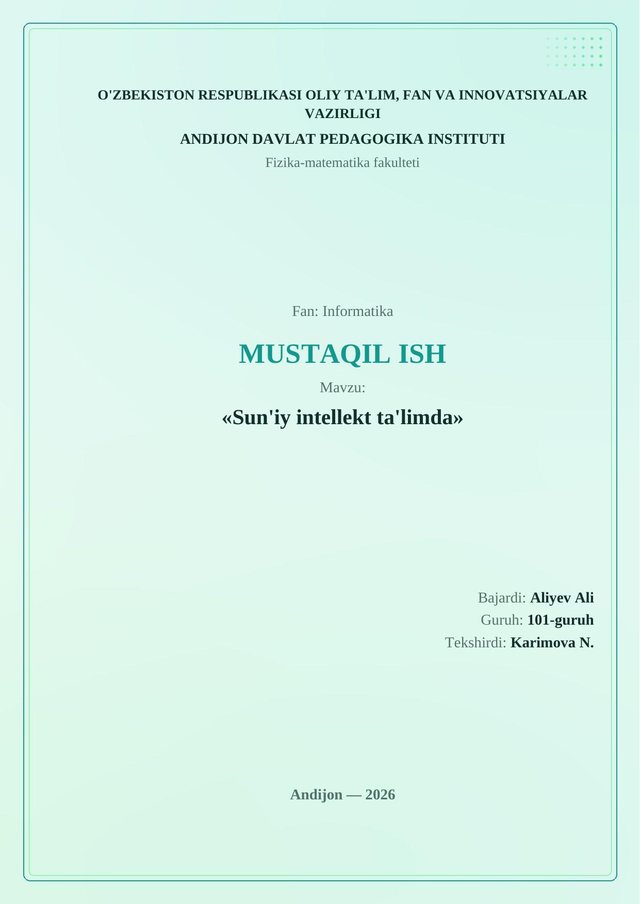 O'ZBEKISTON RESPUBLIKASI OLIY TA'LIM, FAN VA INNOVATSIYALAR
VAZIRLIGI
ANDIJON DAVLAT PEDAGOGIKA INSTITUTI
Fizika-matematika fakulteti
Fan: Informatika
MUSTAQIL ISH
Mavzu:
«Sun'iy intellekt ta'limda»
Bajardi: Aliyev Ali
Guruh: 101-guruh
Tekshirdi: Karimova N.
Andijon — 2026